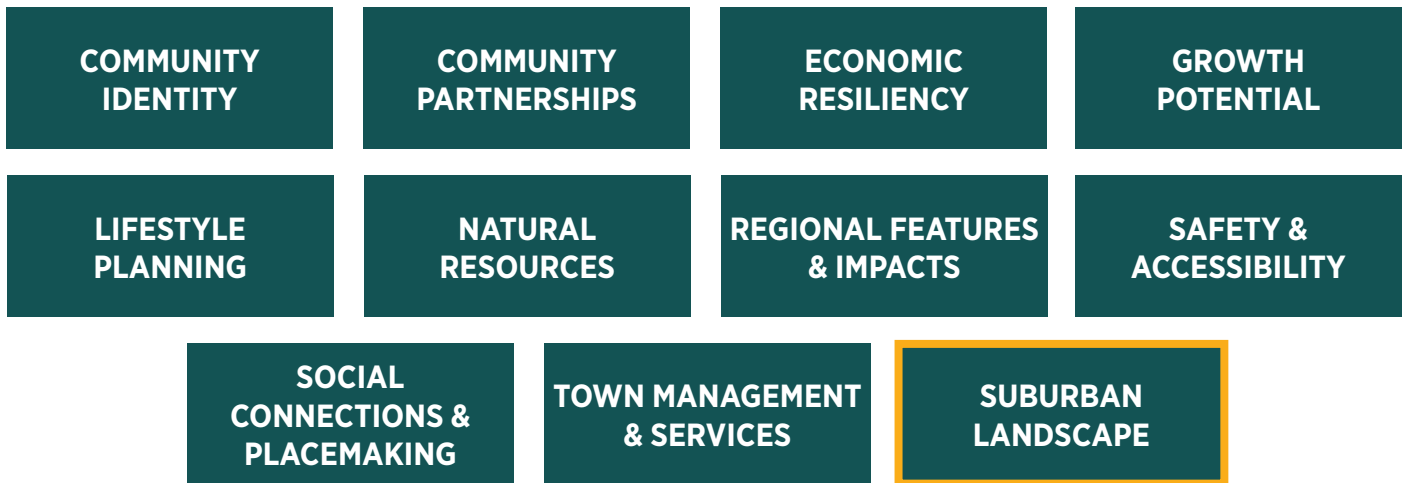 COMMUNITY
IDENTITY
COMMUNITY
PARTNERSHIPS
ECONOMIC
RESILIENCY
GROWTH
POTENTIAL
LIFESTYLE
PLANNING
NATURAL
RESOURCES
REGIONAL FEATURES
& IMPACTS
SAFETY &
ACCESSIBILITY
SOCIAL
CONNECTIONS &
PLACEMAKING
TOWN MANAGEMENT
& SERVICES
SUBURBAN
LANDSCAPE